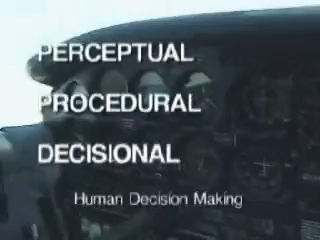 PERCEPTUAL
PROCEDURAL
DECISIONAL
Human Decision Making